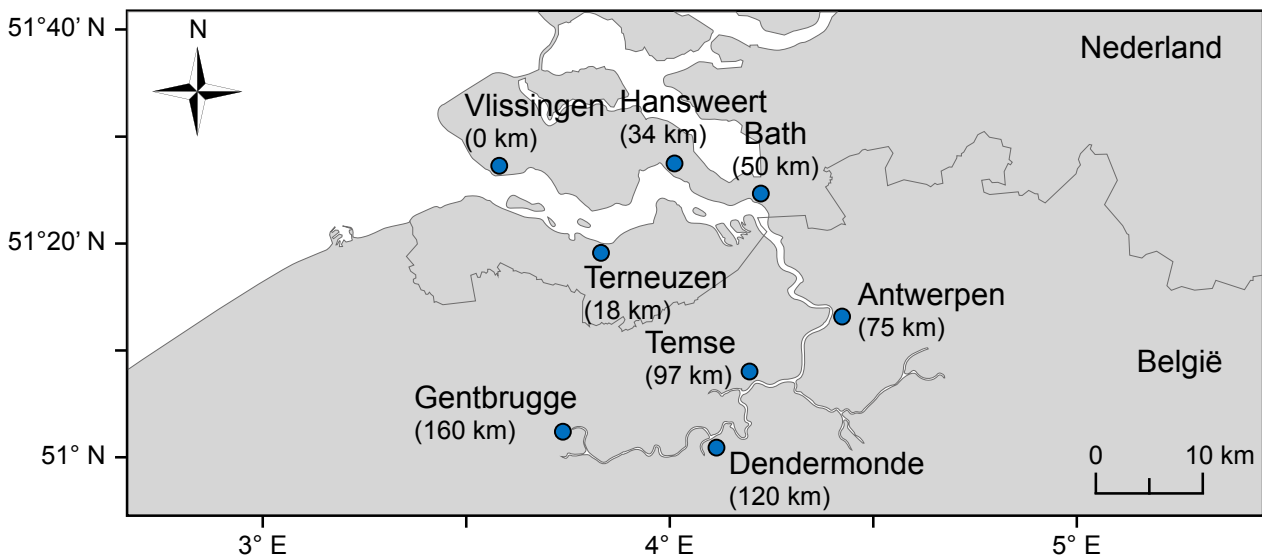 51°40' N
N
Nederland
Vlissingen
(0 km)
Hansweert
(34 km)
Bath
(50 km)
51°20' N
Terneuzen
(18 km)
Antwerpen
(75 km)
Temse
(97 km)
België
Gentbrugge
(160 km)
51° N
Dendermonde
(120 km)
0 10 km
3° E 4° E 5° E